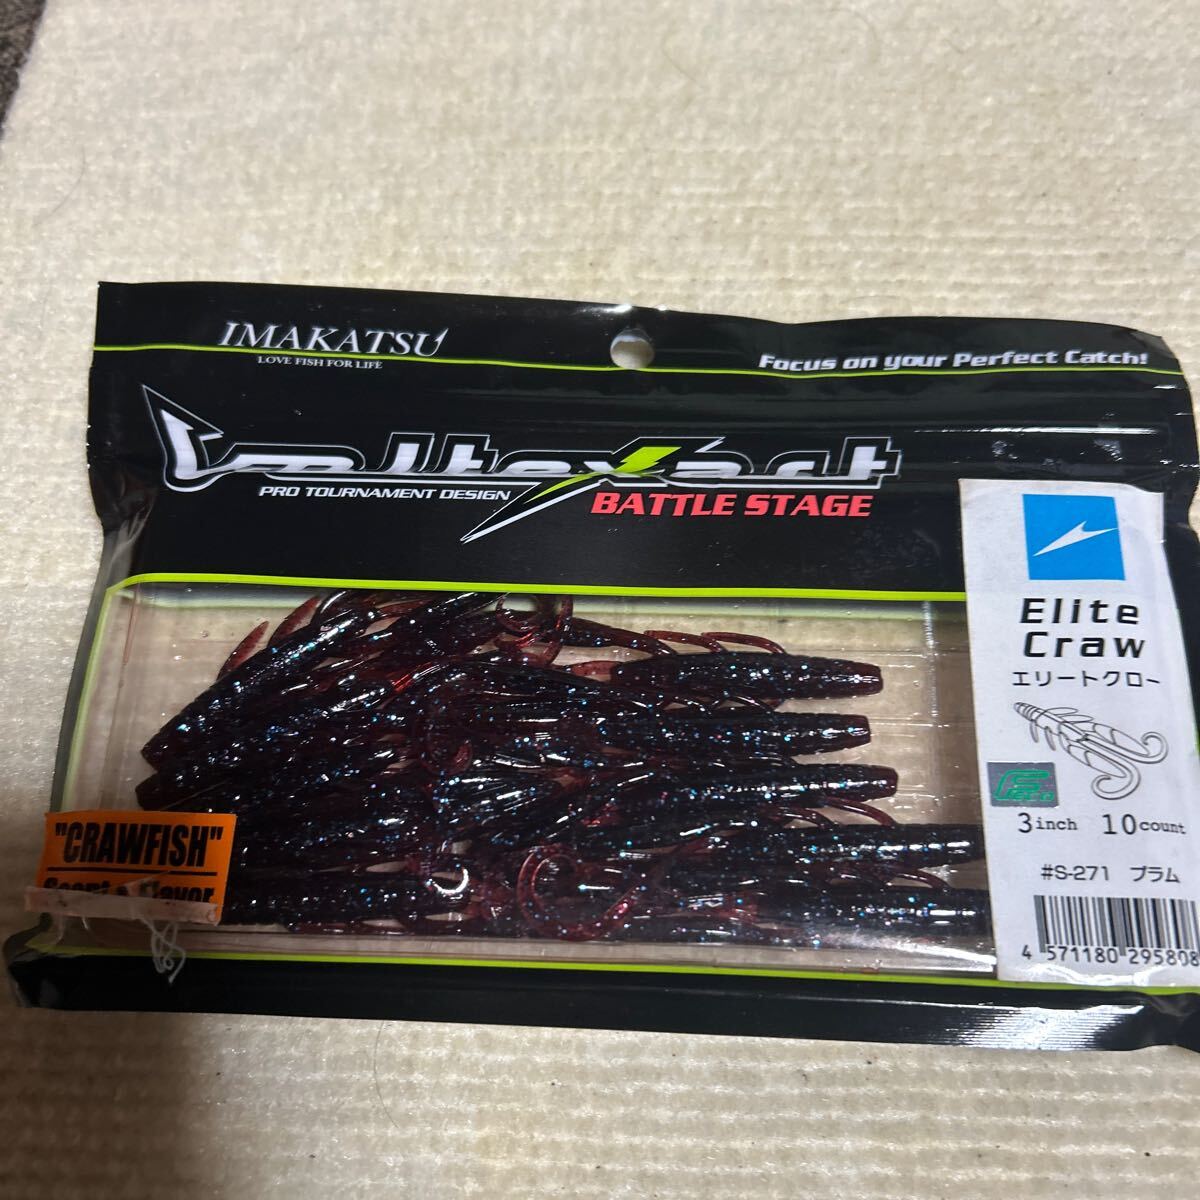 IMAKATSU
LOVE FISH FOR LIFE
Focus on your Perfect Catch!
PRO TOURNAMENT DESIGN
BATTLE STAGE
Elite
Craw
エリートクロー
3inch 10count
#S-271 プラム
4 571180 295808
"CRAWFISH"